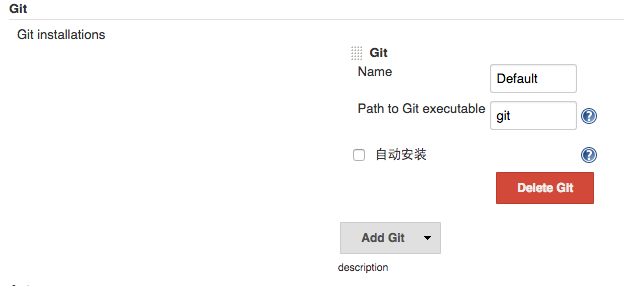 Git
Git installations
Git
Name
Default
Path to Git executable
git
自动安装
Delete Git
Add Git
description